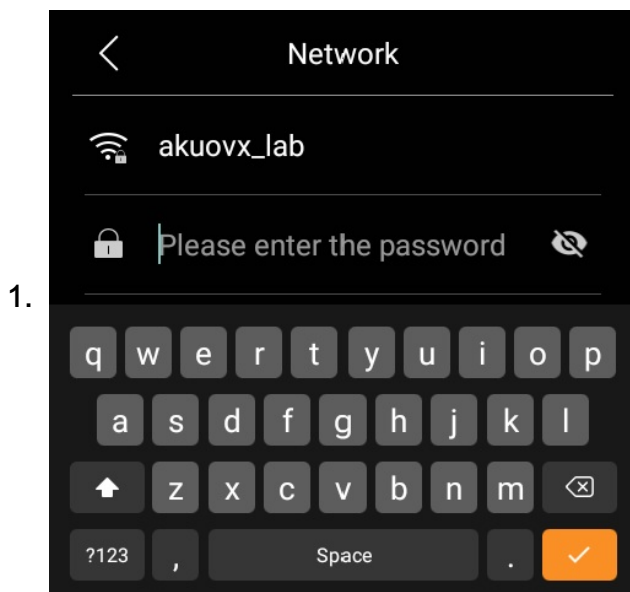 Network
akuovx_lab
Please enter the password
1.
q w e r t y u i o p
a s d f g h j k l
z x c v b n m
?123 , Space .